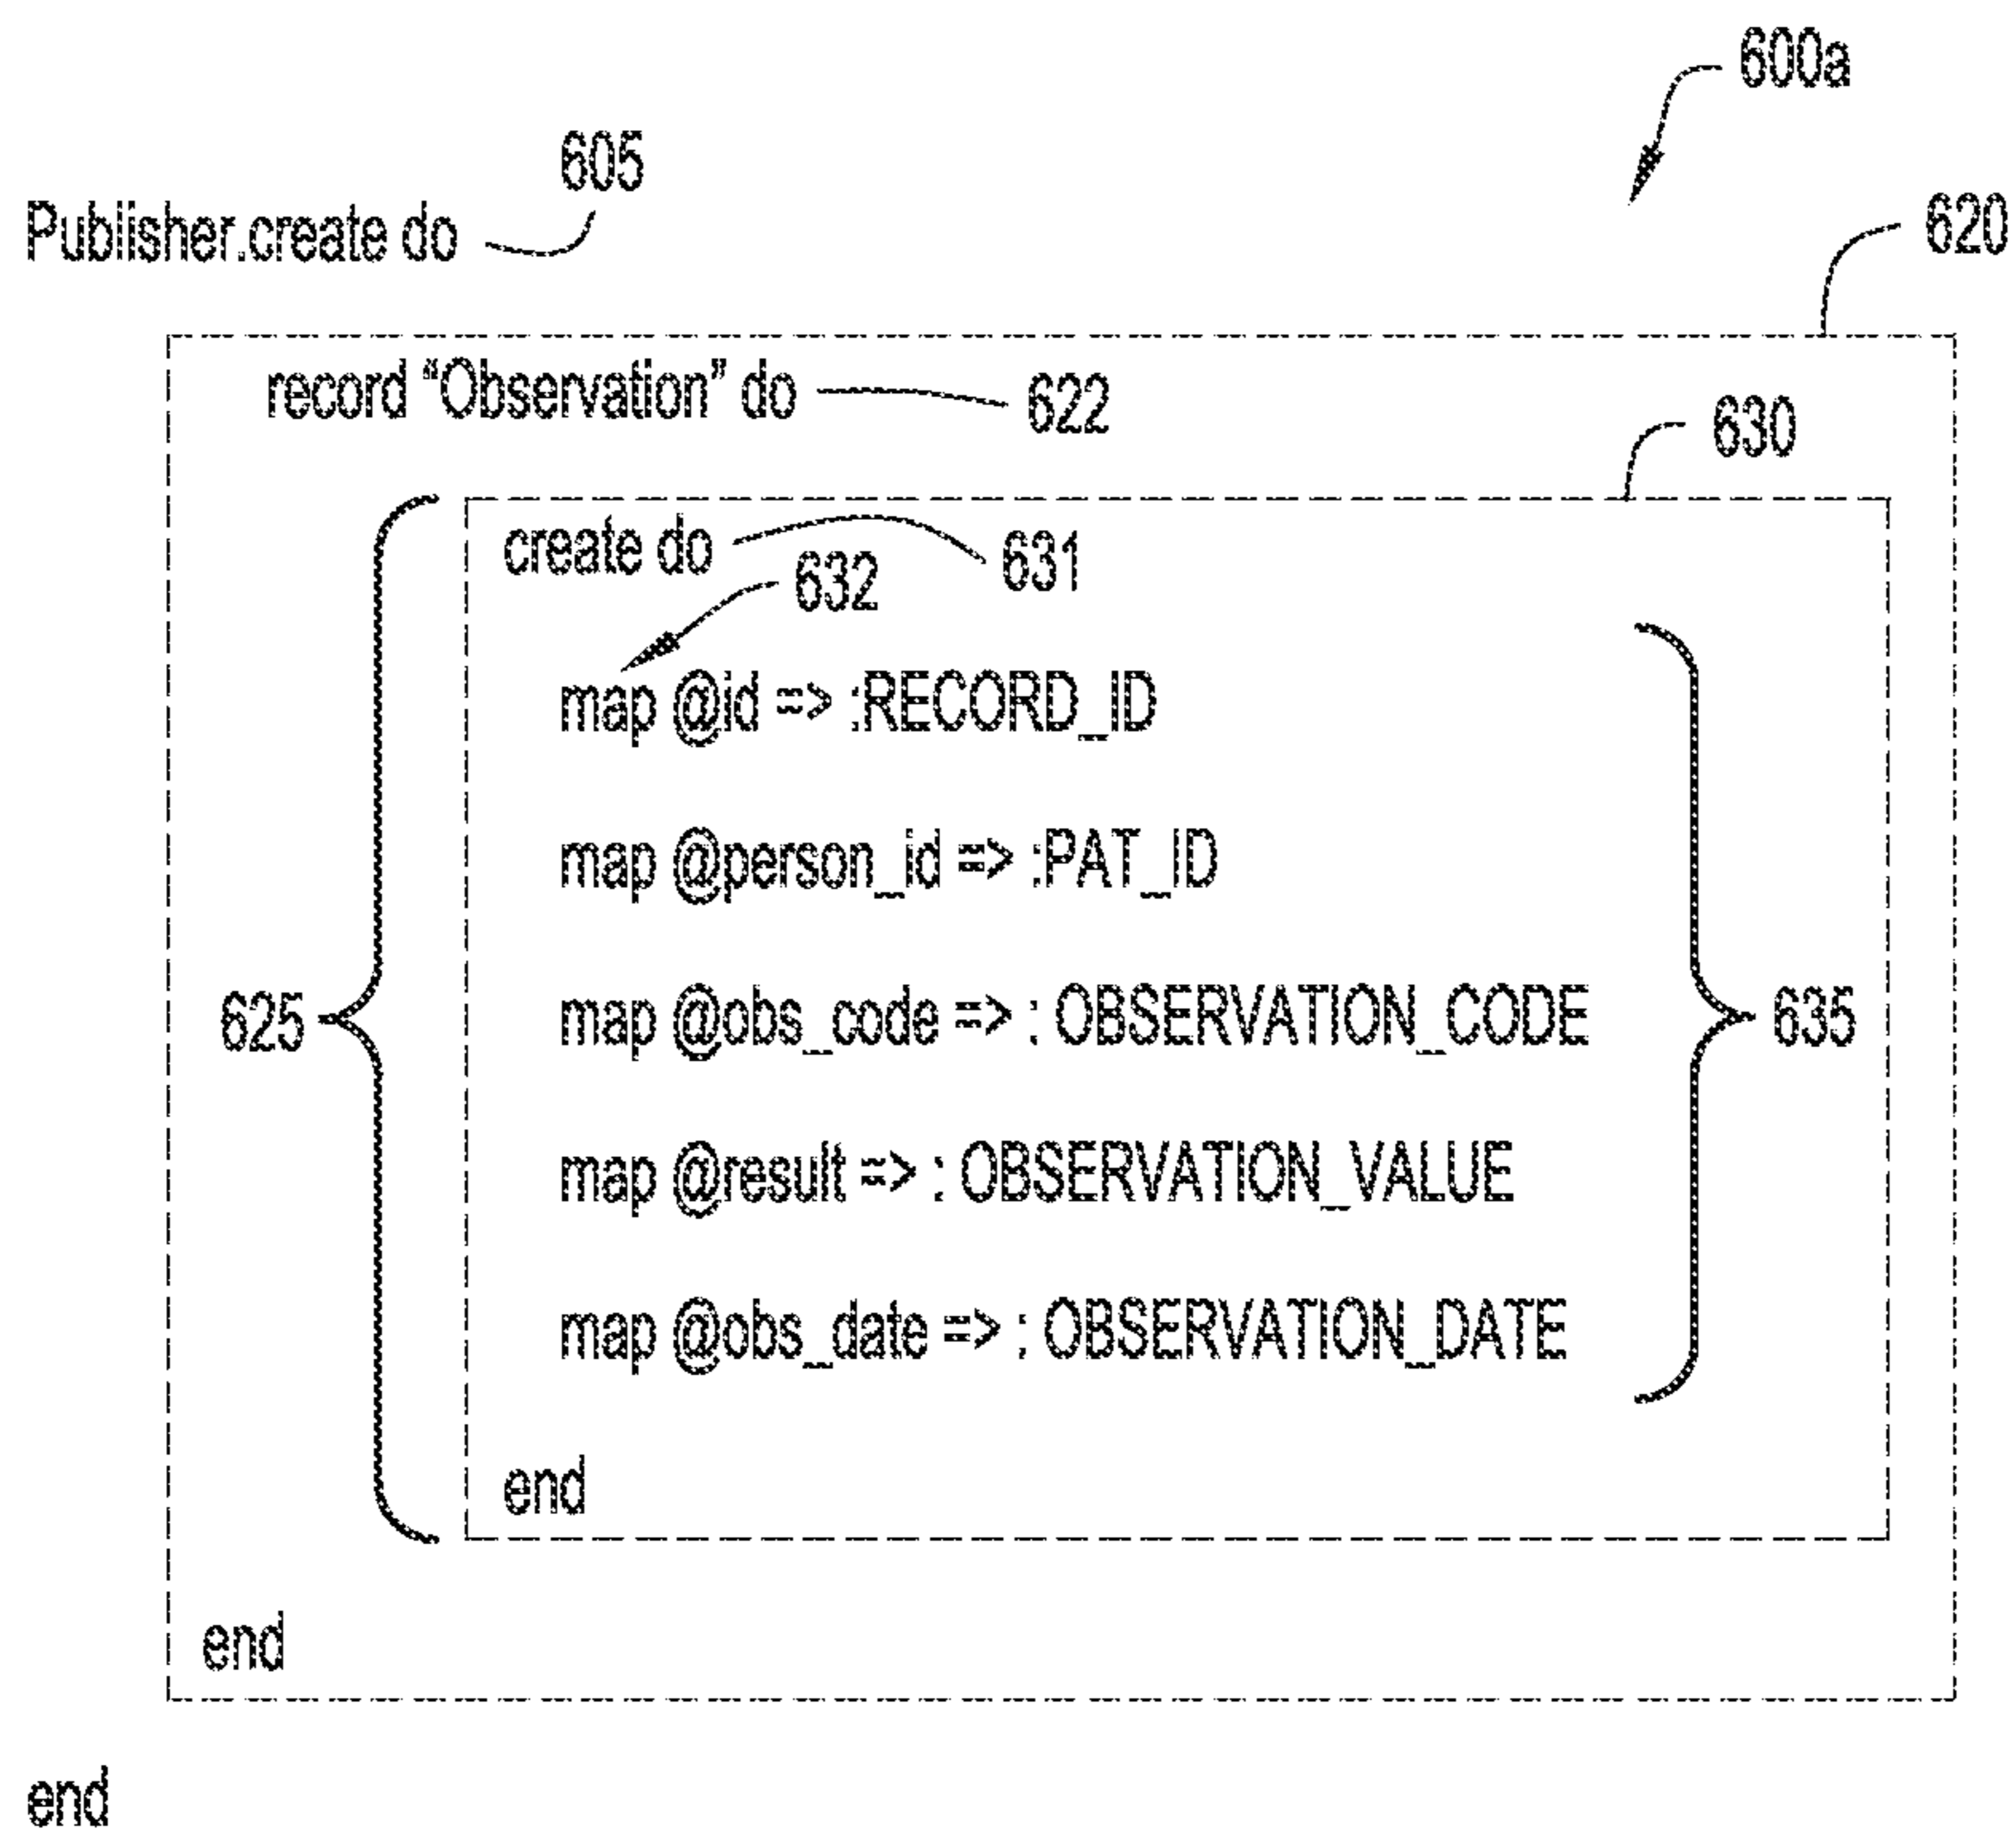 600a
605
Publisher.create do
620
record “Observation” do
622
630
create do
631
632
map @id => :RECORD_ID
map @person_id => :PAT_ID
625
map @obs_code => : OBSERVATION_CODE
635
map @result => : OBSERVATION_VALUE
map @obs_date => : OBSERVATION_DATE
end
end
end